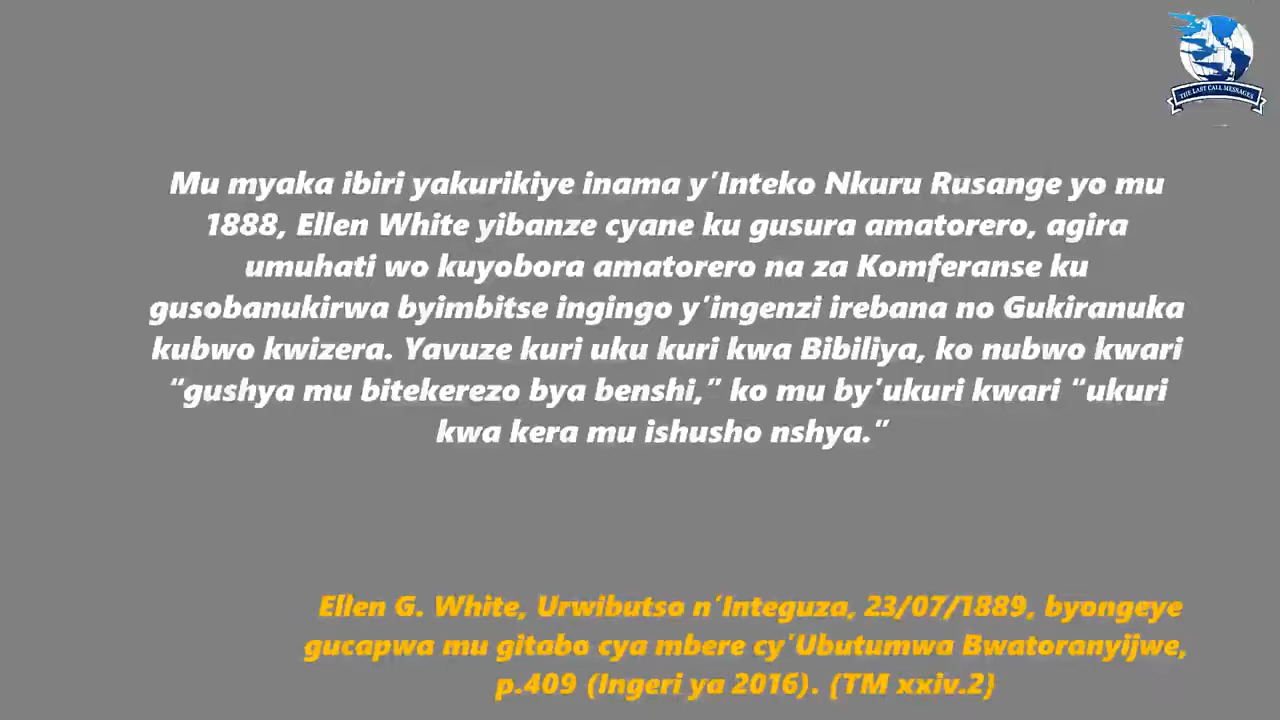 THE LAST CALL MESSAGES
Mu myaka ibiri yakurikiye inama y’Inteko Nkuru Rusange yo mu
1888, Ellen White yibanze cyane ku gusura amatorero, agira
umuhati wo kuyobora amatorero na za Komferanse ku
gusobanukirwa byimbitse ingingo y’ingenzi irebana no Gukiranuka
kubwo kwizera. Yavuze kuri uku kuri kwa Bibiliya, ko nubwo kwari
“gushya mu bitekerezo bya benshi,” ko mu by’ukuri kwari “ukuri
kwa kera mu ishusho nshya.”
Ellen G. White, Urwibutso n’Integuza, 23/07/1889, byongeye
gucapwa mu gitabo cya mbere cy’Ubutumwa Bwatoranyijwe,
p.409 (Ingeri ya 2016). {TM xxiv.2}